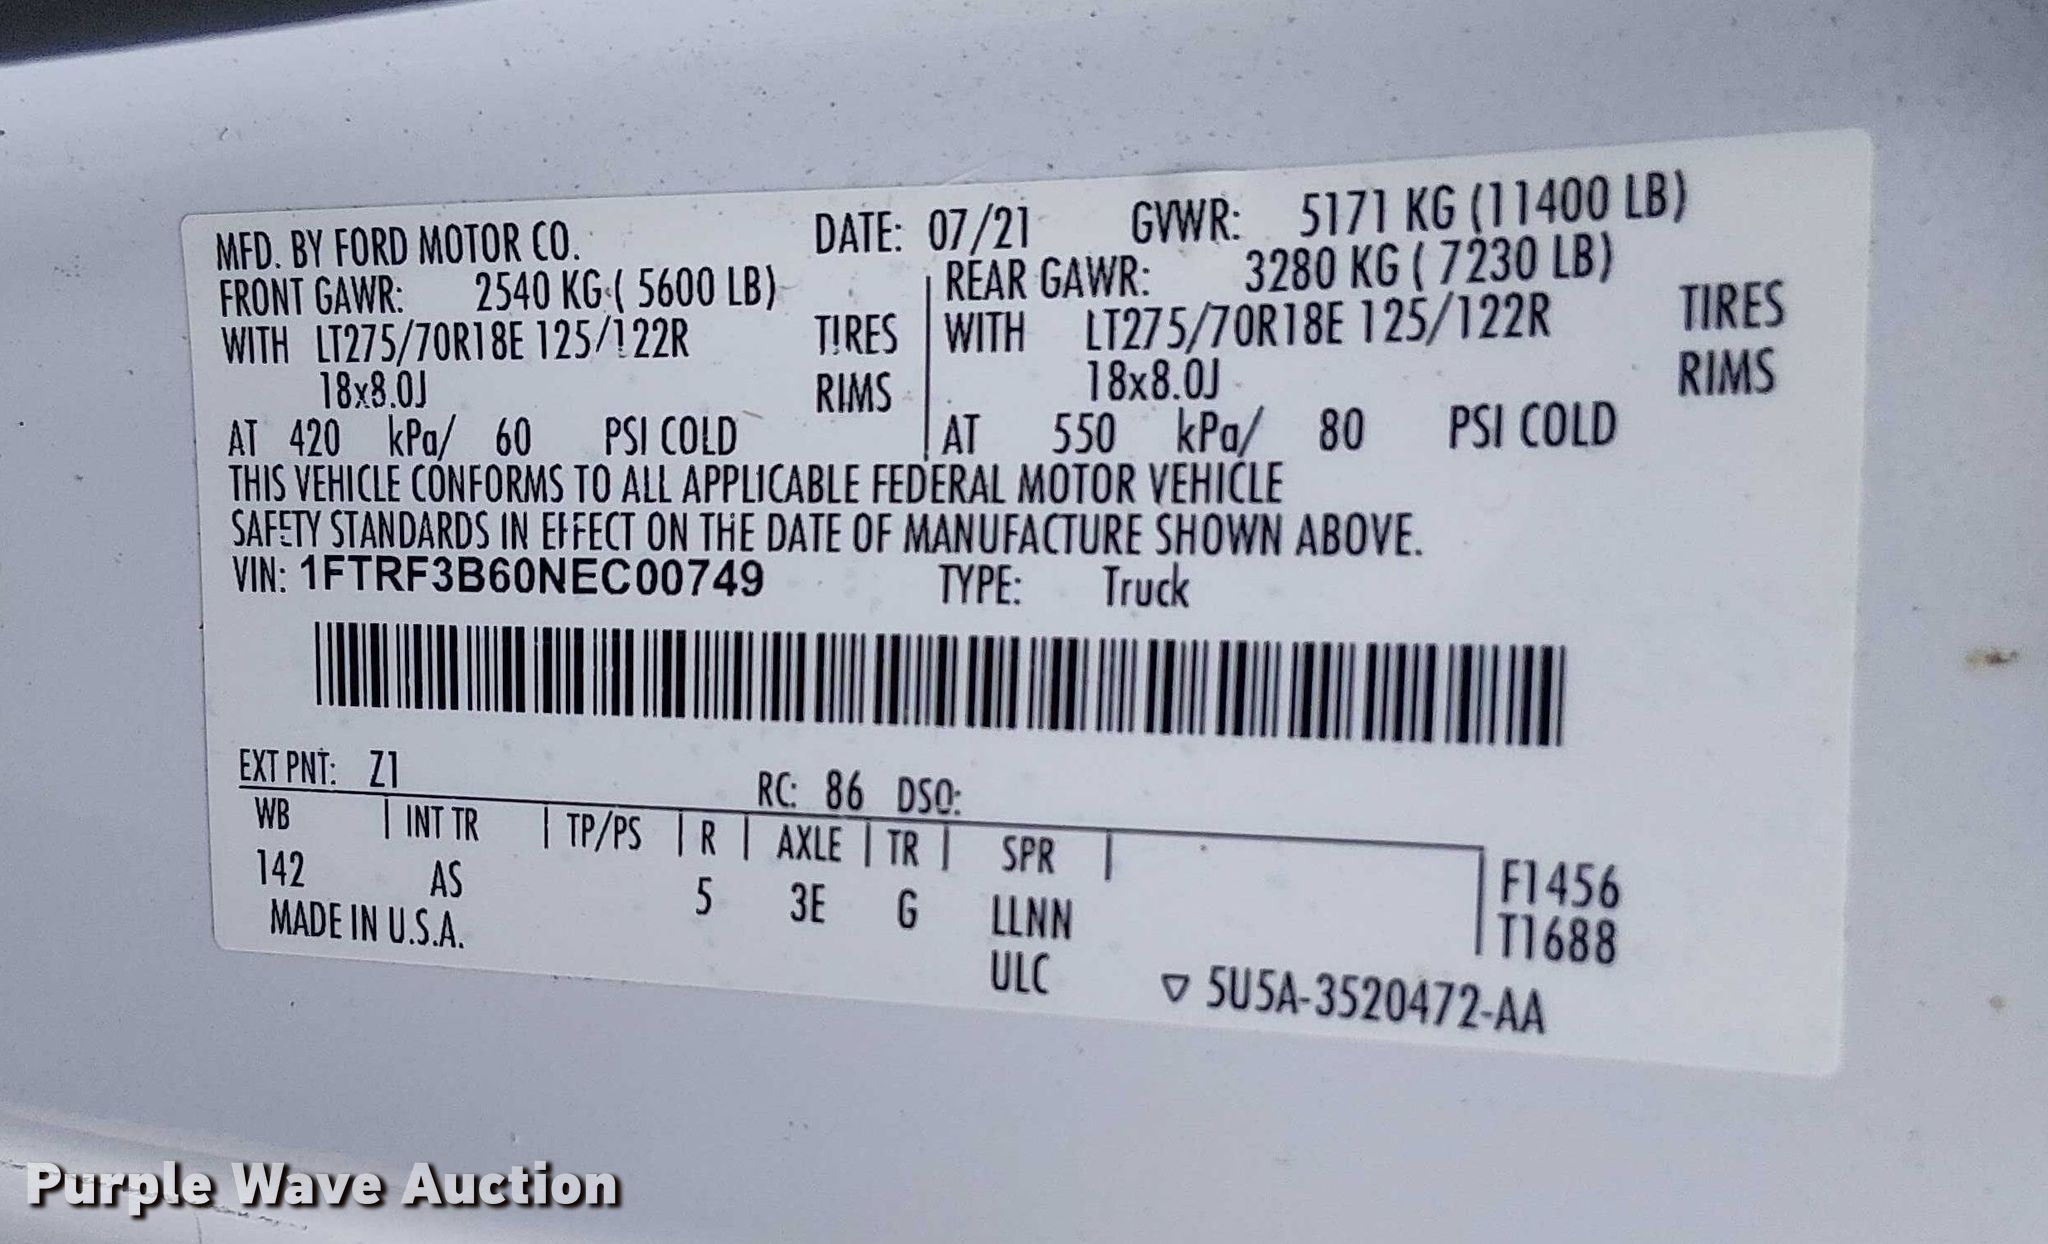 MFD. BY FORD MOTOR CO. DATE: 07/21 GVWR: 5171 KG (11400 LB)
FRONT GAWR: 2540 KG ( 5600 LB) REAR GAWR: 3280 KG ( 7230 LB)
WITH LT275/70R18E 125/122R TIRES WITH LT275/70R18E 125/122R TIRES
18x8.0J RIMS 18x8.0J RIMS
AT 420 kPa/ 60 PSI COLD AT 550 kPa/ 80 PSI COLD
THIS VEHICLE CONFORMS TO ALL APPLICABLE FEDERAL MOTOR VEHICLE
SAFETY STANDARDS IN EFFECT ON THE DATE OF MANUFACTURE SHOWN ABOVE.
VIN: 1FTRF3B60NEC00749 TYPE: Truck
EXT PNT: Z1 RC: 86 DSO:
WB INT TR TP/PS R AXLE TR SPR
142 AS 5 3E G LLNN F1456
MADE IN U.S.A. T1688
ULC ▽ 5U5A-3520472-AA
Purple Wave Auction